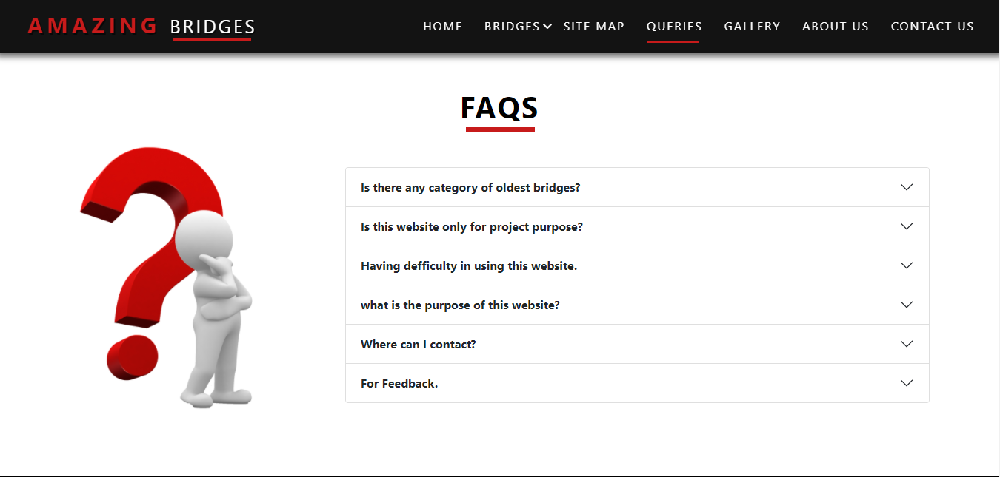 AMAZING BRIDGES HOME BRIDGES SITE MAP QUERIES GALLERY ABOUT US CONTACT US
FAQS
Is there any category of oldest bridges?
Is this website only for project purpose?
Having defficulty in using this website.
what is the purpose of this website?
Where can I contact?
For Feedback.